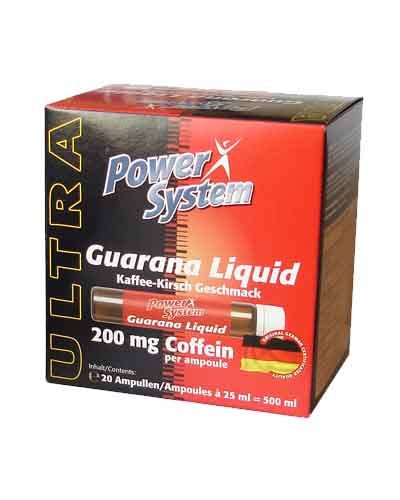 ULTRA
Power
System
Guarana Liquid
Kaffee-Kirsch Geschmack
Power
System
Guarana Liquid
200 mg Coffein
per ampoule
Inhalt/Contents:
℮ 20 Ampullen/Ampoules à 25 ml = 500 ml